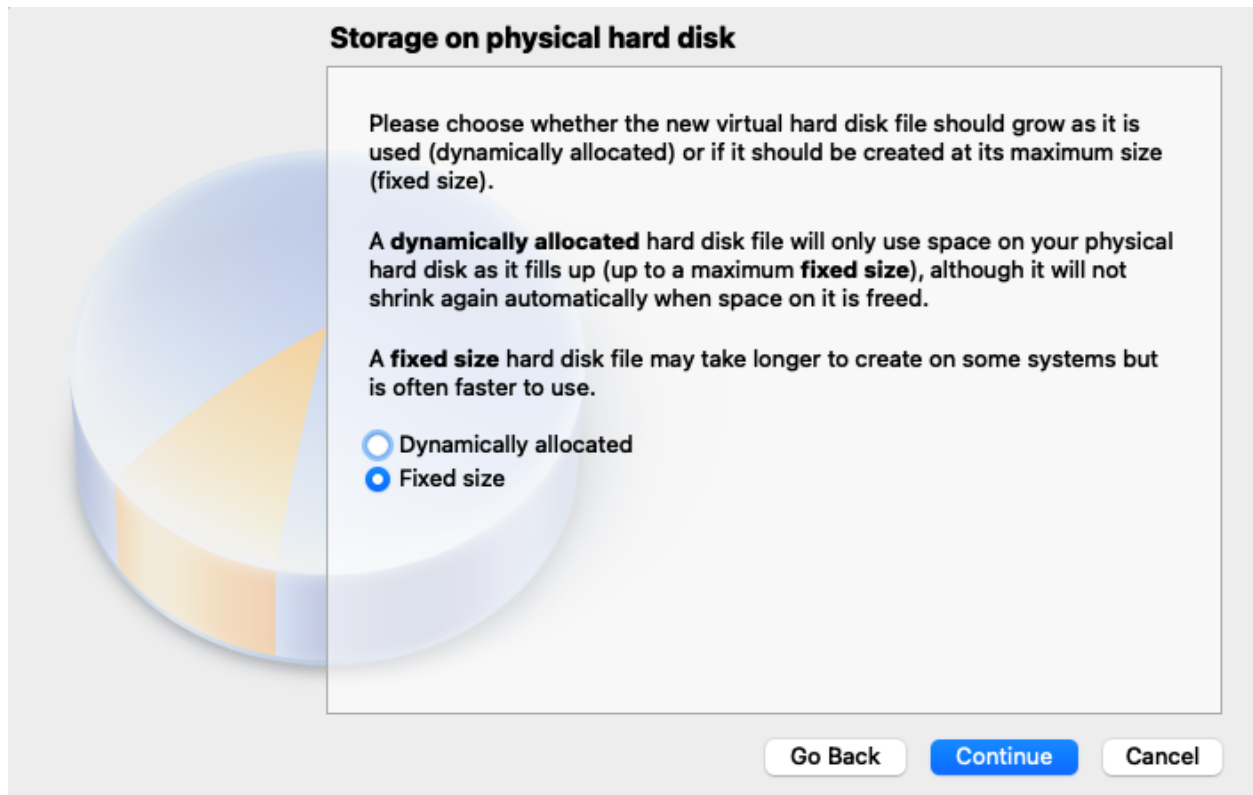 Storage on physical hard disk
Please choose whether the new virtual hard disk file should grow as it is
used (dynamically allocated) or if it should be created at its maximum size
(fixed size).
A dynamically allocated hard disk file will only use space on your physical
hard disk as it fills up (up to a maximum fixed size), although it will not
shrink again automatically when space on it is freed.
A fixed size hard disk file may take longer to create on some systems but
is often faster to use.
Dynamically allocated
Fixed size
Go Back
Continue
Cancel